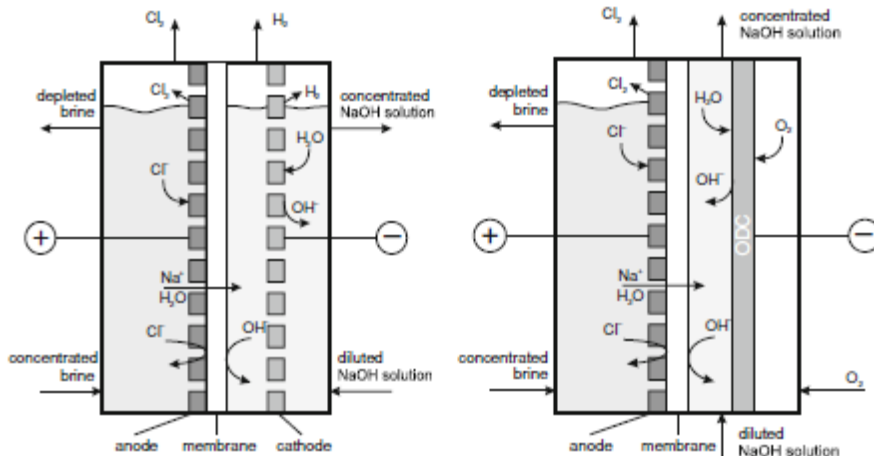 Cl₂
H₂
depleted
brine
Cl₂
H₂
concentrated
NaOH solution
H₂O
Cl⁻
OH⁻
+
−
Na⁺
H₂O
Cl⁻
OH⁻
concentrated
brine
diluted
NaOH solution
anode
membrane
cathode
Cl₂
concentrated
NaOH solution
depleted
brine
Cl₂
H₂O
O₂
Cl⁻
OH⁻
+
ODC
−
Na⁺
H₂O
Cl⁻
OH⁻
concentrated
brine
O₂
anode
membrane
diluted
NaOH solution